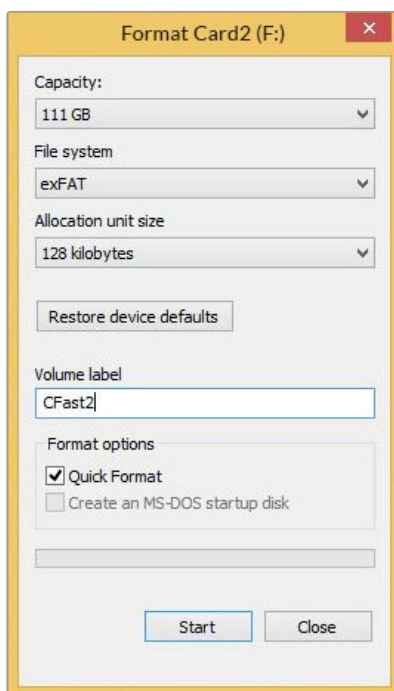 Format Card2 (F:)
Capacity:
111 GB
File system
exFAT
Allocation unit size
128 kilobytes
Restore device defaults
Volume label
CFast2
Format options
Quick Format
Create an MS-DOS startup disk
Start Close